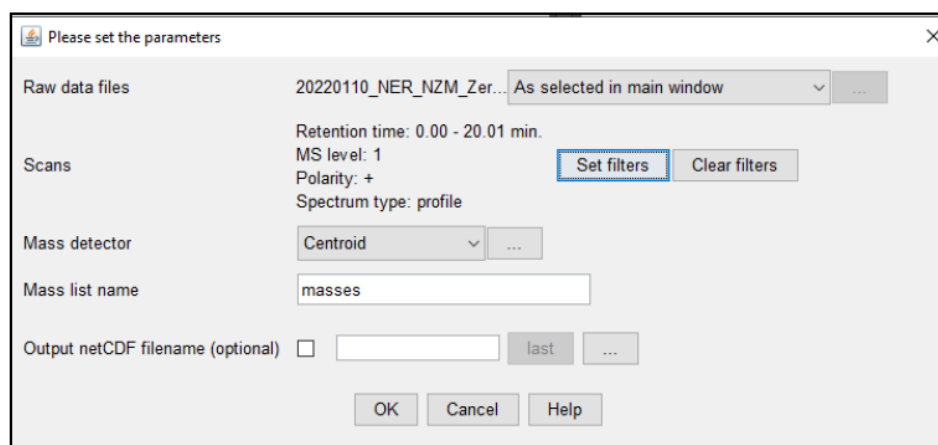 Please set the parameters
Raw data files 20220110_NER_NZM_Zer... As selected in main window ...
Retention time: 0.00 - 20.01 min.
MS level: 1
Scans Set filters Clear filters
Polarity: +
Spectrum type: profile
Mass detector Centroid ...
Mass list name masses
Output netCDF filename (optional) last ...
OK Cancel Help